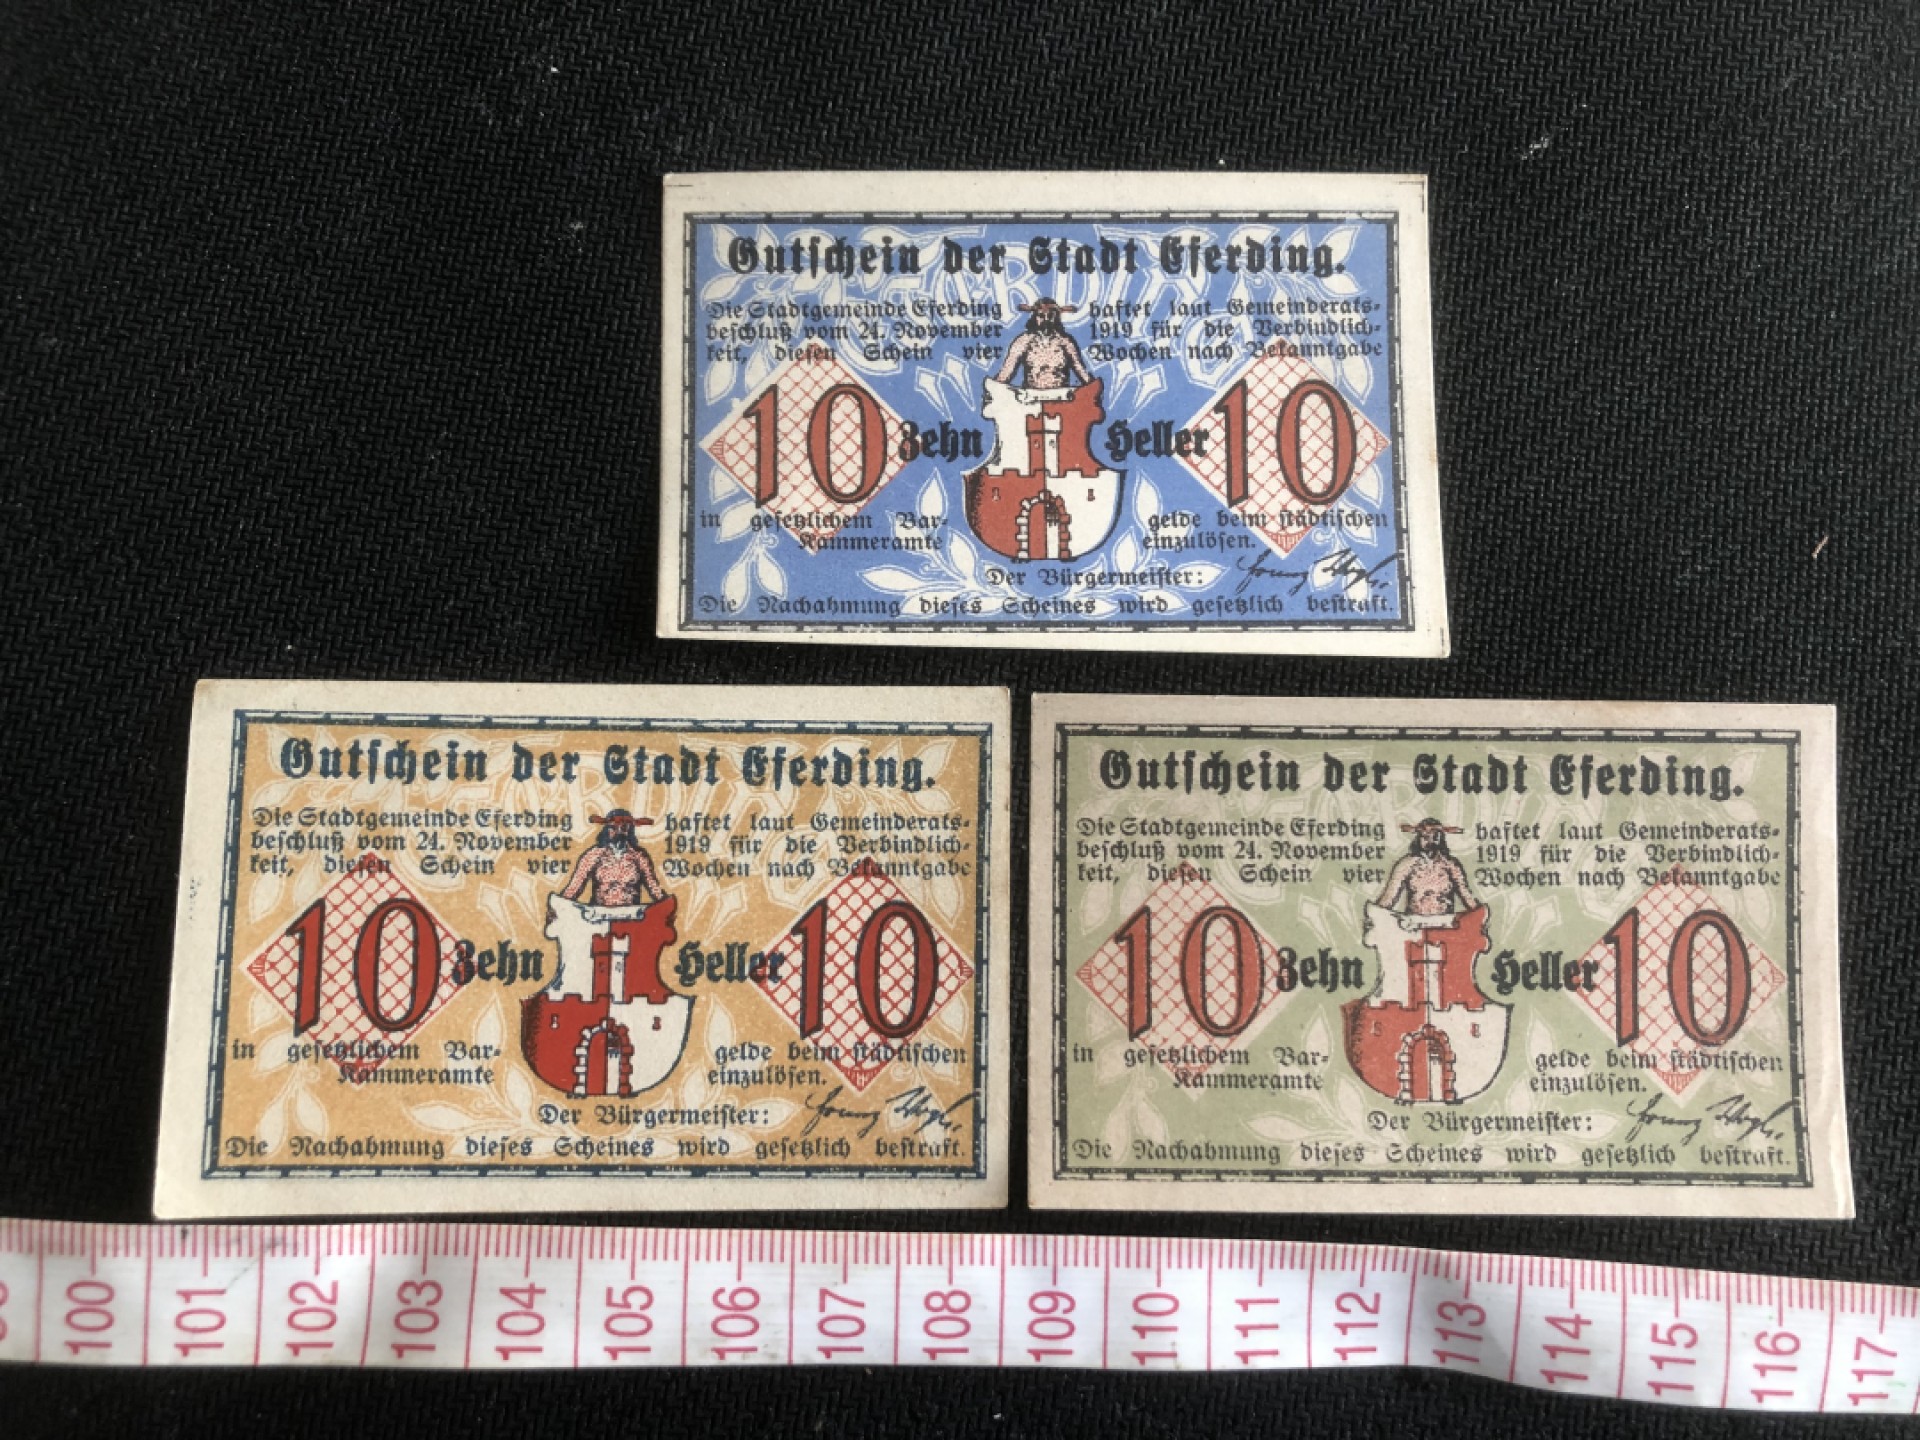 Gutschein der Stadt Eferding.
Die Stadtgemeinde Eferding haftet laut Gemeinderats-
beschluß vom 24. November 1919 für die Verbindlich-
keit, diesen Schein vier Wochen nach Bekanntgabe
10 Zehn Heller 10
in gesetzlichem Bar- gelde beim städtischen
Kammeramte einzulösen.
Der Bürgermeister:
Die Nachahmung dieses Scheines wird gesetzlich bestraft.
Gutschein der Stadt Eferding.
Die Stadtgemeinde Eferding haftet laut Gemeinderats-
beschluß vom 24. November 1919 für die Verbindlich-
keit, diesen Schein vier Wochen nach Bekanntgabe
10 Zehn Heller 10
in gesetzlichem Bar- gelde beim städtischen
Kammeramte einzulösen.
Der Bürgermeister:
Die Nachahmung dieses Scheines wird gesetzlich bestraft.
Gutschein der Stadt Eferding.
Die Stadtgemeinde Eferding haftet laut Gemeinderats-
beschluß vom 24. November 1919 für die Verbindlich-
keit, diesen Schein vier Wochen nach Bekanntgabe
10 Zehn Heller 10
in gesetzlichem Bar- gelde beim städtischen
Kammeramte einzulösen.
Der Bürgermeister:
Die Nachahmung dieses Scheines wird gesetzlich bestraft.
100 101 102 103 104 105 106 107 108 109 110 111 112 113 114 115 116 117